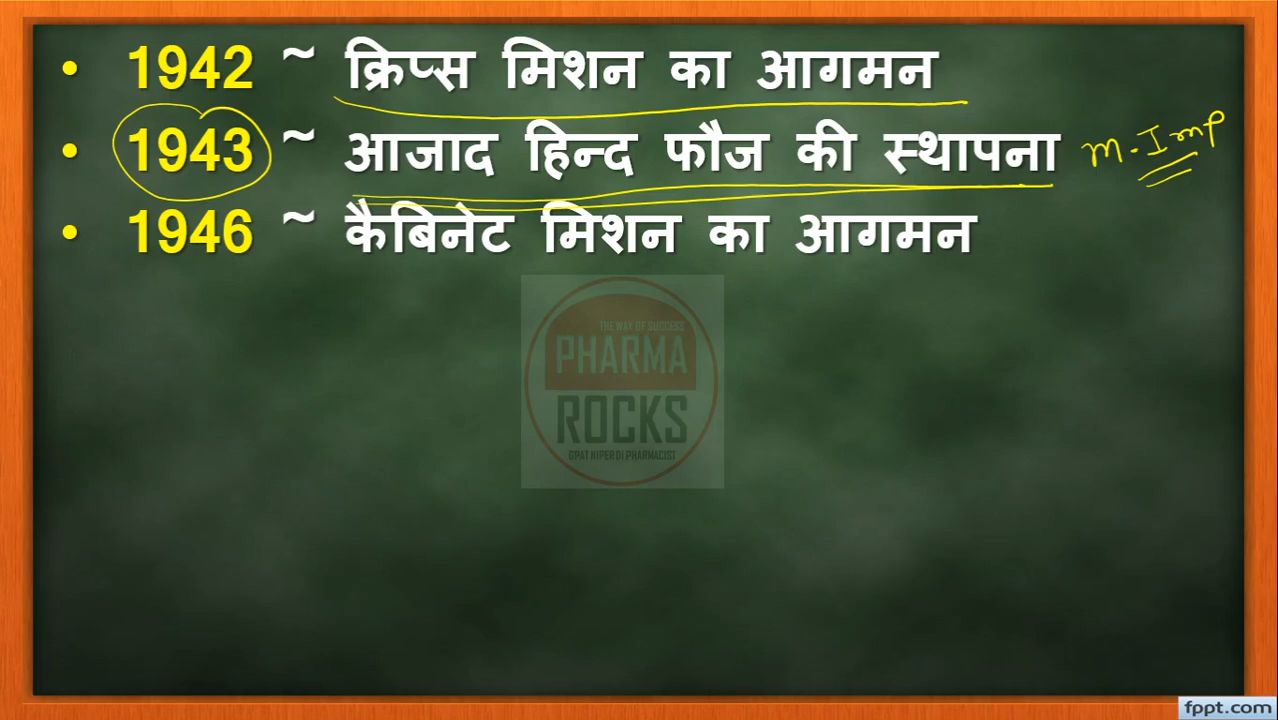 • 1942 ~ क्रिप्स मिशन का आगमन
• 1943 ~ आजाद हिन्द फौज की स्थापना m. Imp
• 1946 ~ कैबिनेट मिशन का आगमन
THE WAY OF SUCCESS
PHARMA
ROCKS
GPAT NIPER DI PHARMACIST
fppt.com